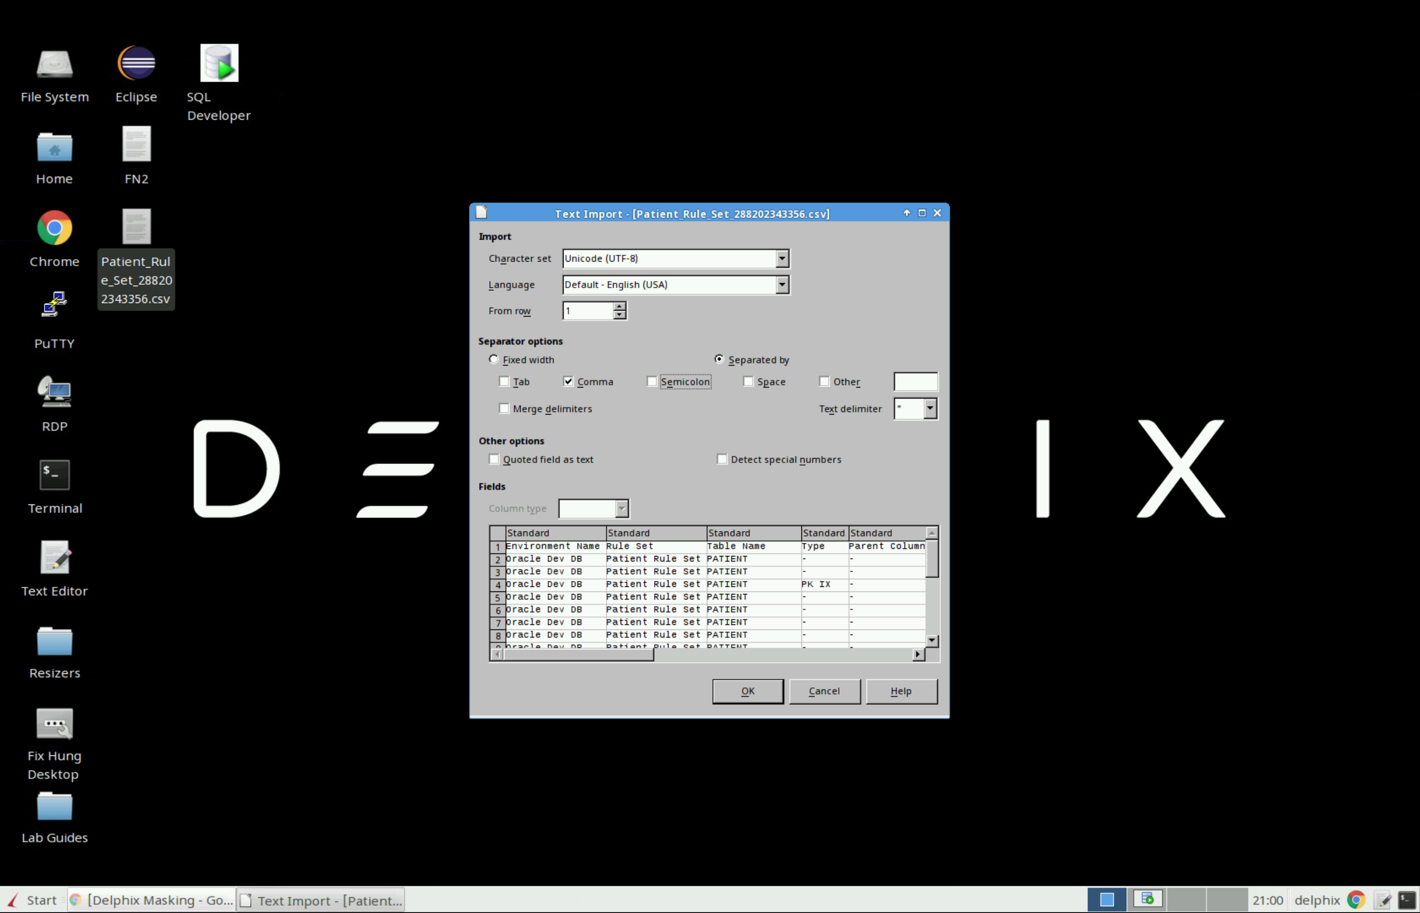 File System
Eclipse
SQL
Developer
Home
FN2
Chrome
Patient_Rul
e_Set_28820
2343356.csv
PuTTY
RDP
Terminal
Text Editor
Resizers
Fix Hung
Desktop
Lab Guides
D E I X
Text Import - [Patient_Rule_Set_288202343356.csv]
Import
Character set Unicode (UTF-8)
Language Default - English (USA)
From row 1
Separator options
Fixed width Separated by
Tab Comma Semicolon Space Other
Merge delimiters Text delimiter "
Other options
Quoted field as text Detect special numbers
Fields
Column type
Standard Standard Standard Standard Standard
1 Environment Name Rule Set Table Name Type Parent Column
2 Oracle Dev DB Patient Rule Set PATIENT - -
3 Oracle Dev DB Patient Rule Set PATIENT - -
4 Oracle Dev DB Patient Rule Set PATIENT PK IX -
5 Oracle Dev DB Patient Rule Set PATIENT - -
6 Oracle Dev DB Patient Rule Set PATIENT - -
7 Oracle Dev DB Patient Rule Set PATIENT - -
8 Oracle Dev DB Patient Rule Set PATIENT - -
9 Oracle Dev DB Patient Rule Set PATIENT
OK Cancel Help
Start [Delphix Masking - Go... Text Import - [Patient... 21:00 delphix